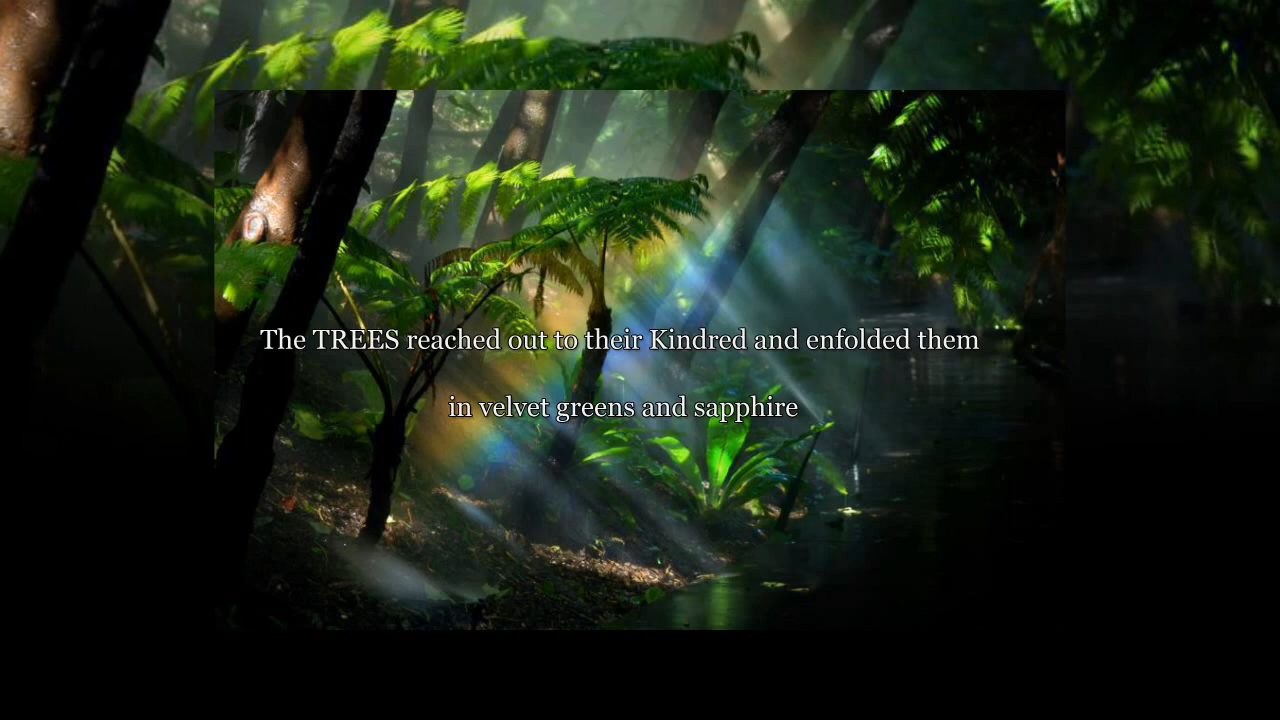 The TREES reached out to their Kindred and enfolded them
in velvet greens and sapphire